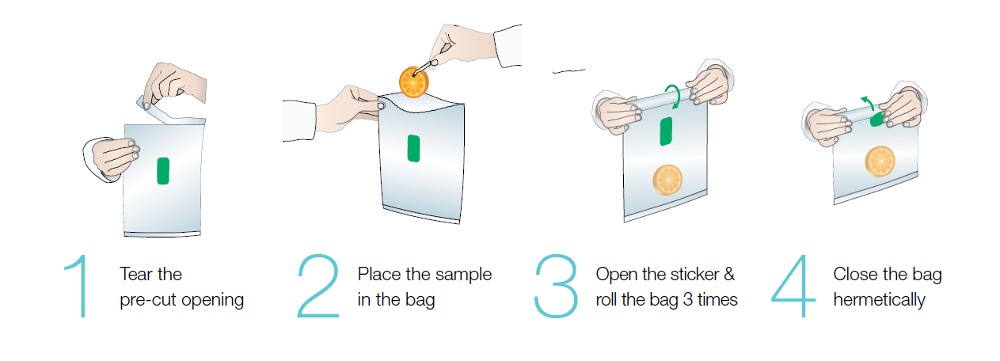 1 Tear the
pre-cut opening
2 Place the sample
in the bag
3 Open the sticker &
roll the bag 3 times
4 Close the bag
hermetically